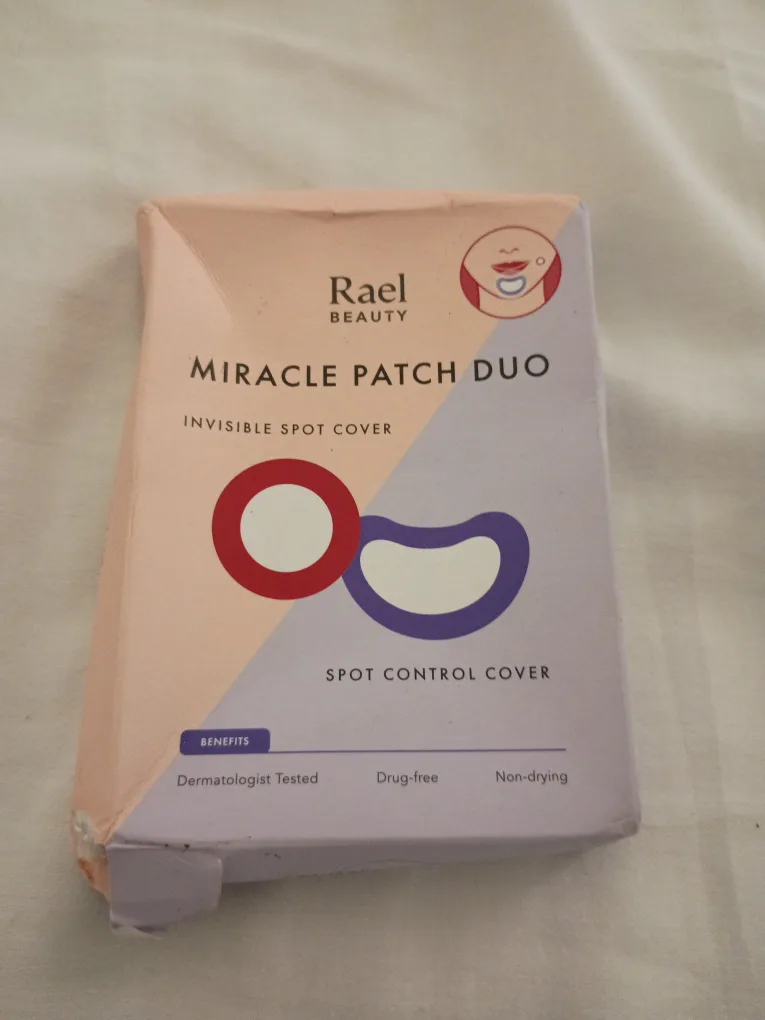 Rael
BEAUTY
MIRACLE PATCH DUO
INVISIBLE SPOT COVER
SPOT CONTROL COVER
BENEFITS
Dermatologist Tested Drug-free Non-drying